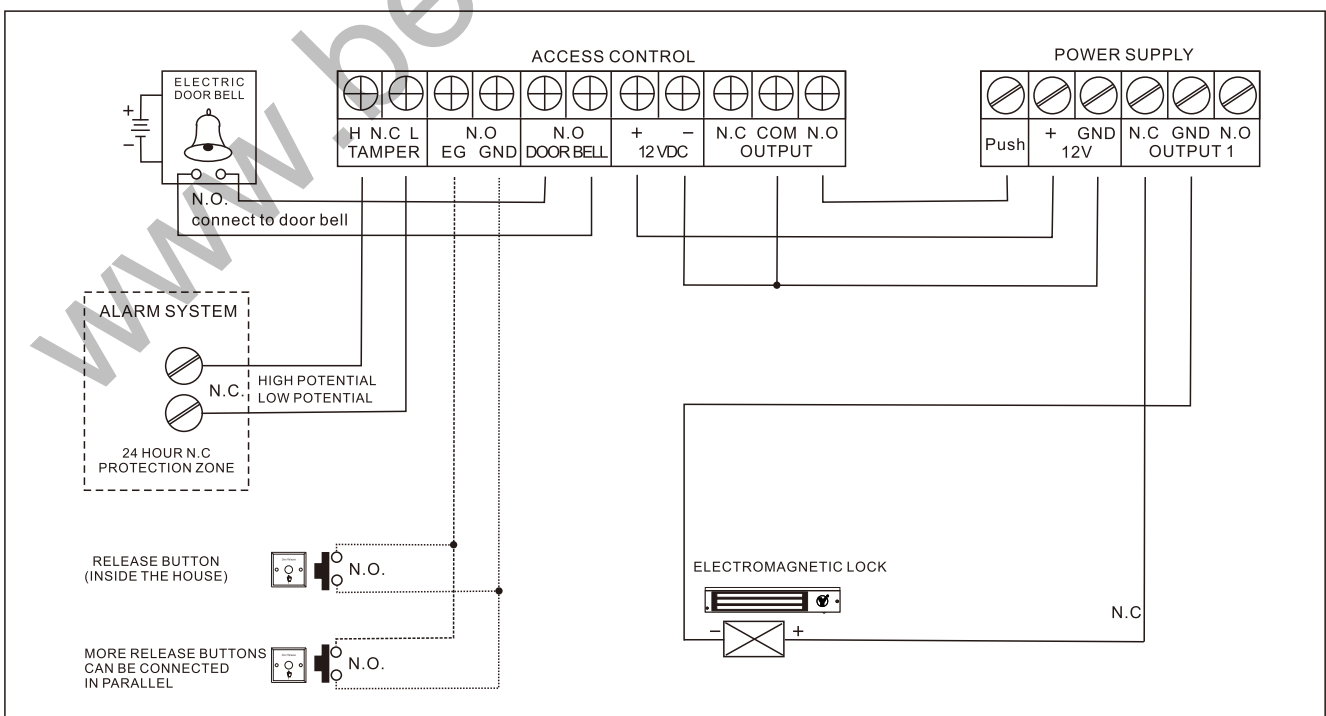 www.be
ACCESS CONTROL
POWER SUPPLY
ELECTRIC
DOOR BELL
+
−
N.O.
connect to door bell
H N.C L
TAMPER
N.O
EG GND
N.O
DOOR BELL
+ −
12 VDC
N.C COM N.O
OUTPUT
Push
+ GND
12V
N.C GND N.O
OUTPUT 1
ALARM SYSTEM
N.C.
HIGH POTENTIAL
LOW POTENTIAL
24 HOUR N.C
PROTECTION ZONE
RELEASE BUTTON
(INSIDE THE HOUSE)
N.O.
MORE RELEASE BUTTONS
CAN BE CONNECTED
IN PARALLEL
N.O.
ELECTROMAGNETIC LOCK
− +
N.C